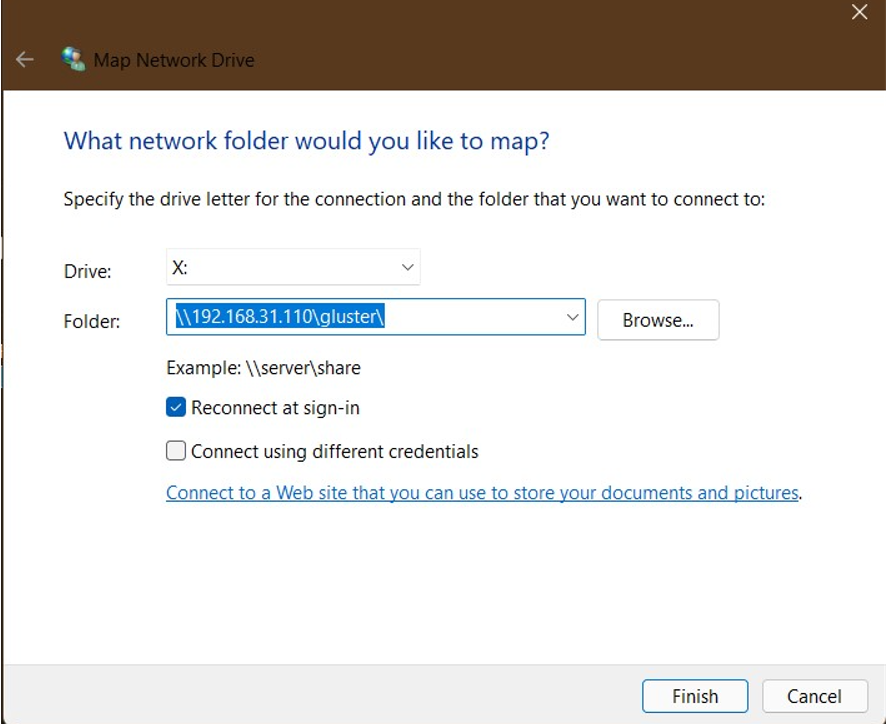 Map Network Drive
What network folder would you like to map?
Specify the drive letter for the connection and the folder that you want to connect to:
Drive: X:
Folder: \\192.168.31.110\gluster\ Browse...
Example: \\server\share
Reconnect at sign-in
Connect using different credentials
Connect to a Web site that you can use to store your documents and pictures.
Finish Cancel